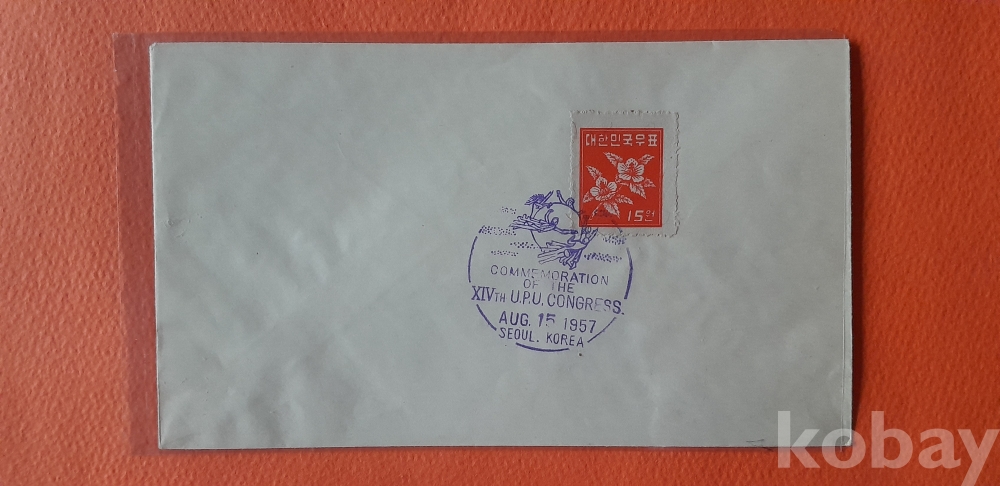 대한민국우표
15원
COMMEMORATION
OF THE
XIVTH U.P.U. CONGRESS.
AUG. 15 1957
SEOUL. KOREA
kobay